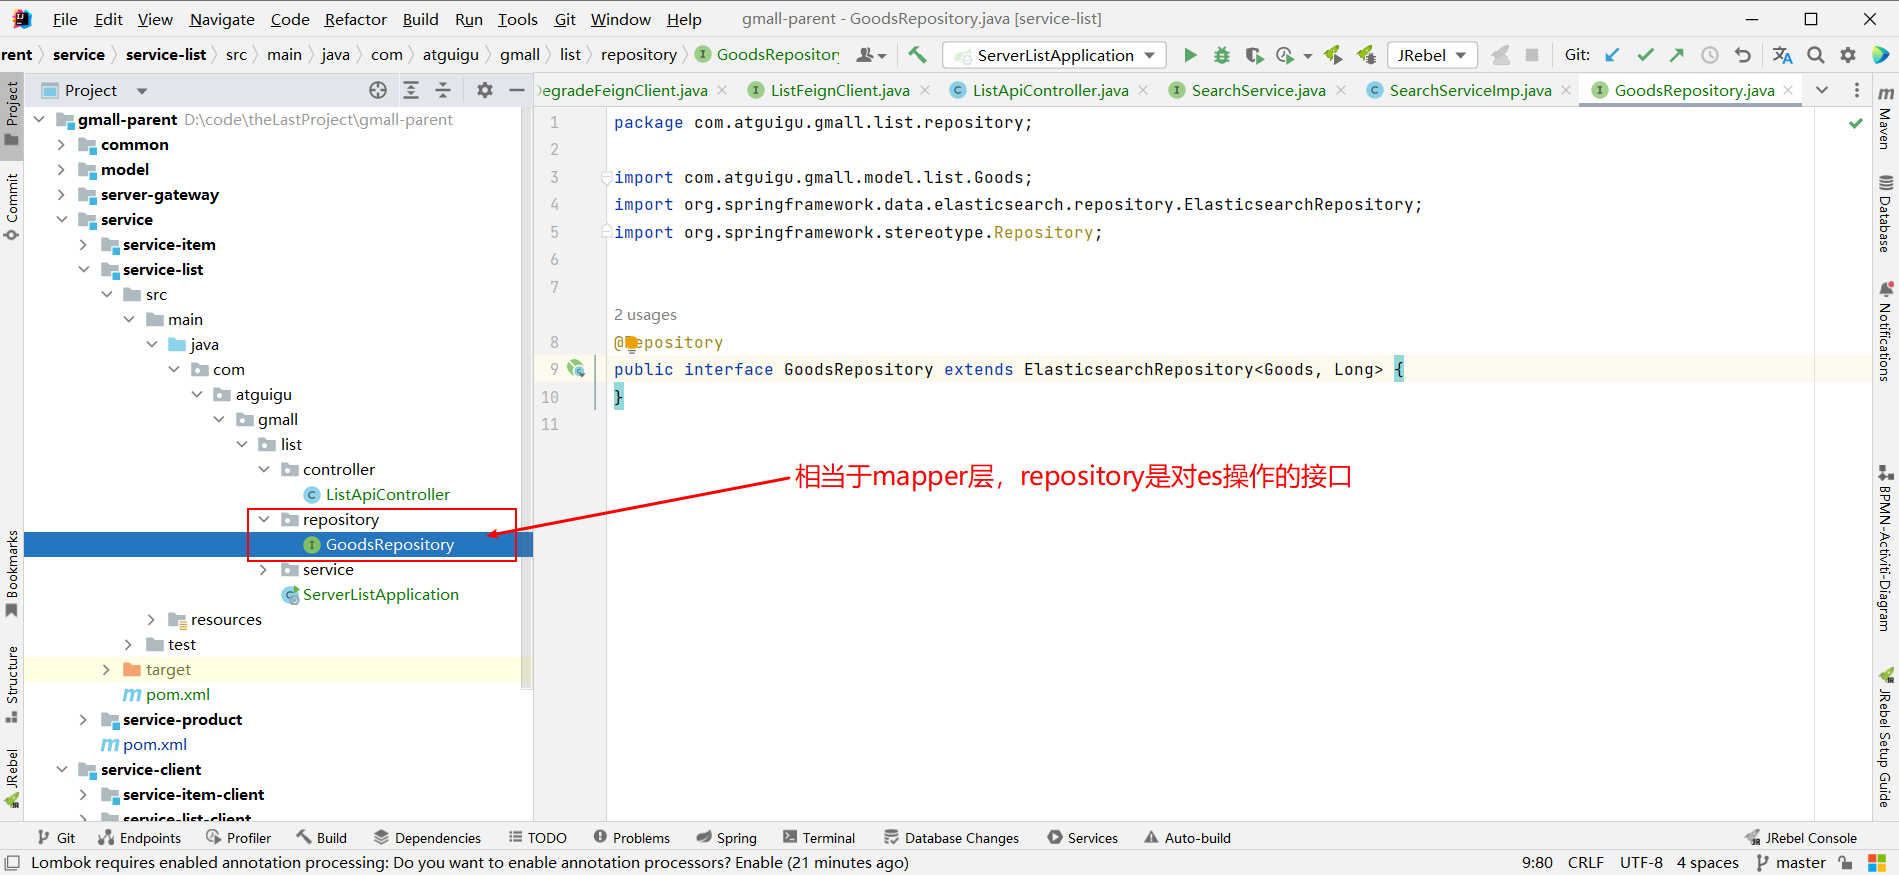 File Edit View Navigate Code Refactor Build Run Tools Git Window Help gmall-parent - GoodsRepository.java [service-list]
rent service service-list src main java com atguigu gmall list repository GoodsRepository ServerListApplication JRebel Git:
Project
DegradeFeignClient.java ListFeignClient.java ListApiController.java SearchService.java SearchServiceImp.java GoodsRepository.java
gmall-parent D:\code\theLastProject\gmall-parent
common
model
server-gateway
service
service-item
service-list
src
main
java
com
atguigu
gmall
list
controller
ListApiController
repository
GoodsRepository
service
ServerListApplication
resources
test
target
pom.xml
service-product
pom.xml
service-client
service-item-client
service-list-client
1 package com.atguigu.gmall.list.repository;
2
3 import com.atguigu.gmall.model.list.Goods;
4 import org.springframework.data.elasticsearch.repository.ElasticsearchRepository;
5 import org.springframework.stereotype.Repository;
6
7
2 usages
8 @Repository
9 public interface GoodsRepository extends ElasticsearchRepository<Goods, Long> {
10 }
11
相当于mapper层，repository是对es操作的接口
Project
Commit
Bookmarks
Structure
JRebel
Maven
Database
Notifications
BPMN-Activiti-Diagram
JRebel Setup Guide
Git Endpoints Profiler Build Dependencies TODO Problems Spring Terminal Database Changes Services Auto-build JRebel Console
Lombok requires enabled annotation processing: Do you want to enable annotation processors? Enable (21 minutes ago) 9:80 CRLF UTF-8 4 spaces master